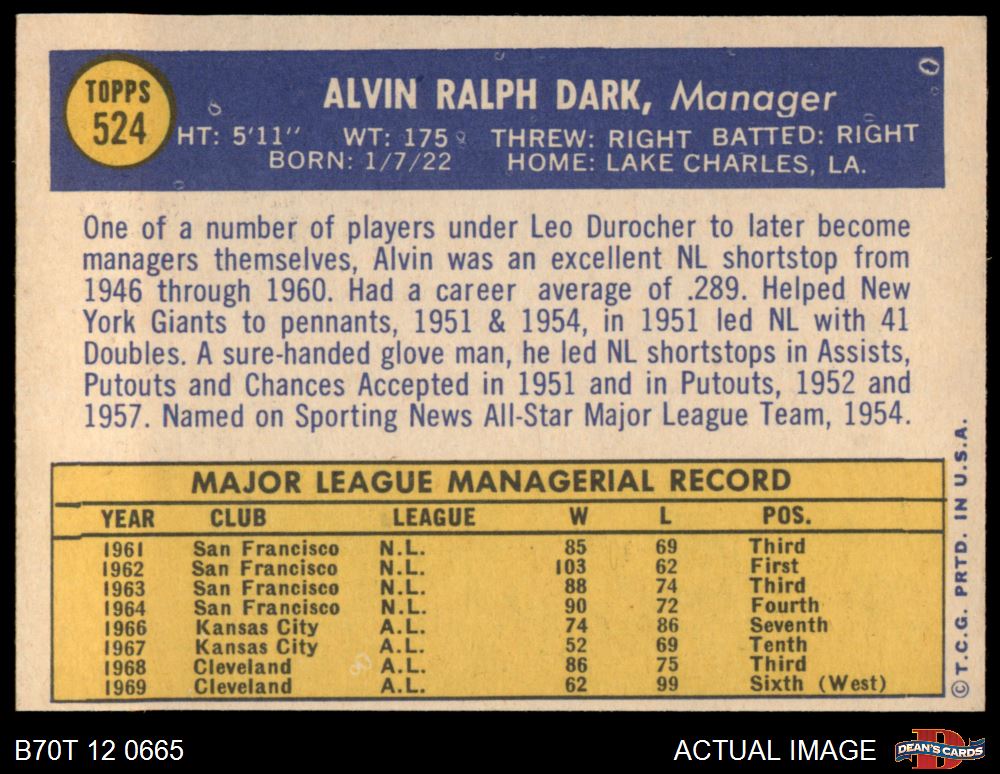 TOPPS
524
ALVIN RALPH DARK, Manager
HT: 5'11" WT: 175 THREW: RIGHT BATTED: RIGHT
BORN: 1/7/22 HOME: LAKE CHARLES, LA.
One of a number of players under Leo Durocher to later become
managers themselves, Alvin was an excellent NL shortstop from
1946 through 1960. Had a career average of .289. Helped New
York Giants to pennants, 1951 & 1954, in 1951 led NL with 41
Doubles. A sure-handed glove man, he led NL shortstops in Assists,
Putouts and Chances Accepted in 1951 and in Putouts, 1952 and
1957. Named on Sporting News All-Star Major League Team, 1954.
MAJOR LEAGUE MANAGERIAL RECORD
YEAR CLUB LEAGUE W L POS.
1961 San Francisco N.L. 85 69 Third
1962 San Francisco N.L. 103 62 First
1963 San Francisco N.L. 88 74 Third
1964 San Francisco N.L. 90 72 Fourth
1966 Kansas City A.L. 74 86 Seventh
1967 Kansas City A.L. 52 69 Tenth
1968 Cleveland A.L. 86 75 Third
1969 Cleveland A.L. 62 99 Sixth (West)
© T.C.G. PRTD. IN U.S.A.
B70T 12 0665 ACTUAL IMAGE
DEAN'S CARDS